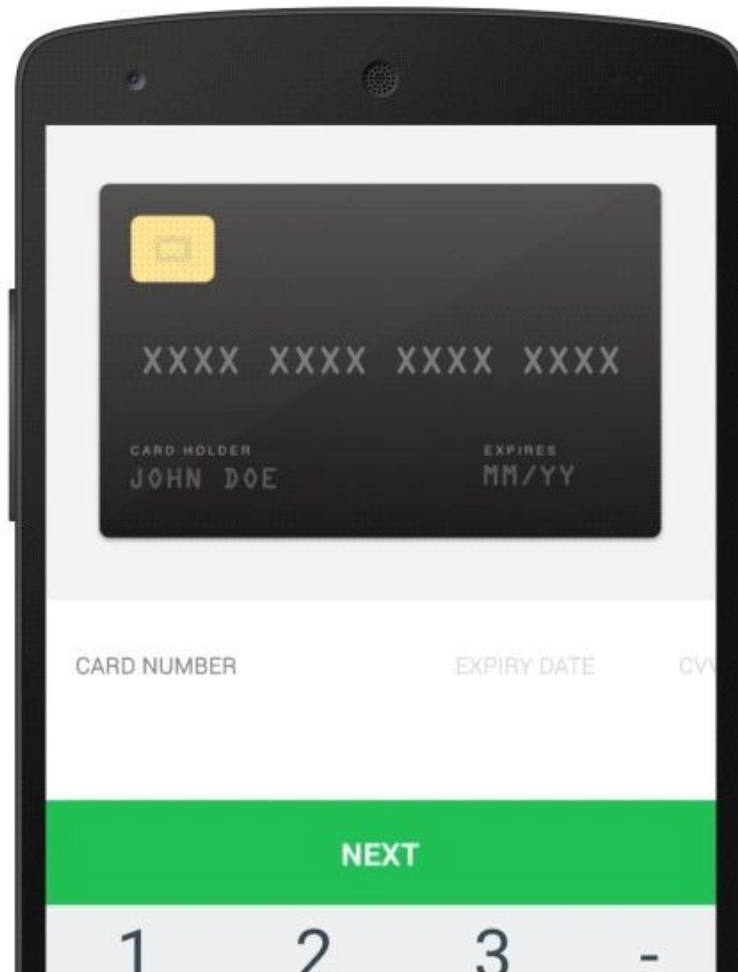 XXXX XXXX XXXX XXXX
CARD HOLDER EXPIRES
JOHN DOE MM/YY
CARD NUMBER EXPIRY DATE CVV
NEXT
1 2 3 -